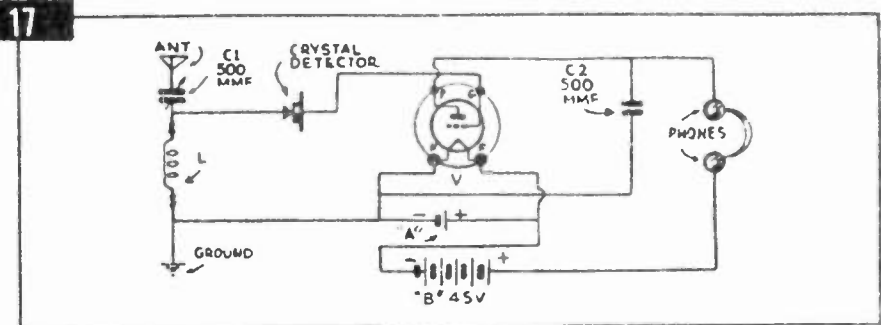 17
ANT
C1
500
MMF
CRYSTAL
DETECTOR
P
G
C2
500
MMF
PHONES
L
F
F
V
- +
"A"
GROUND
- +
"B" 45V